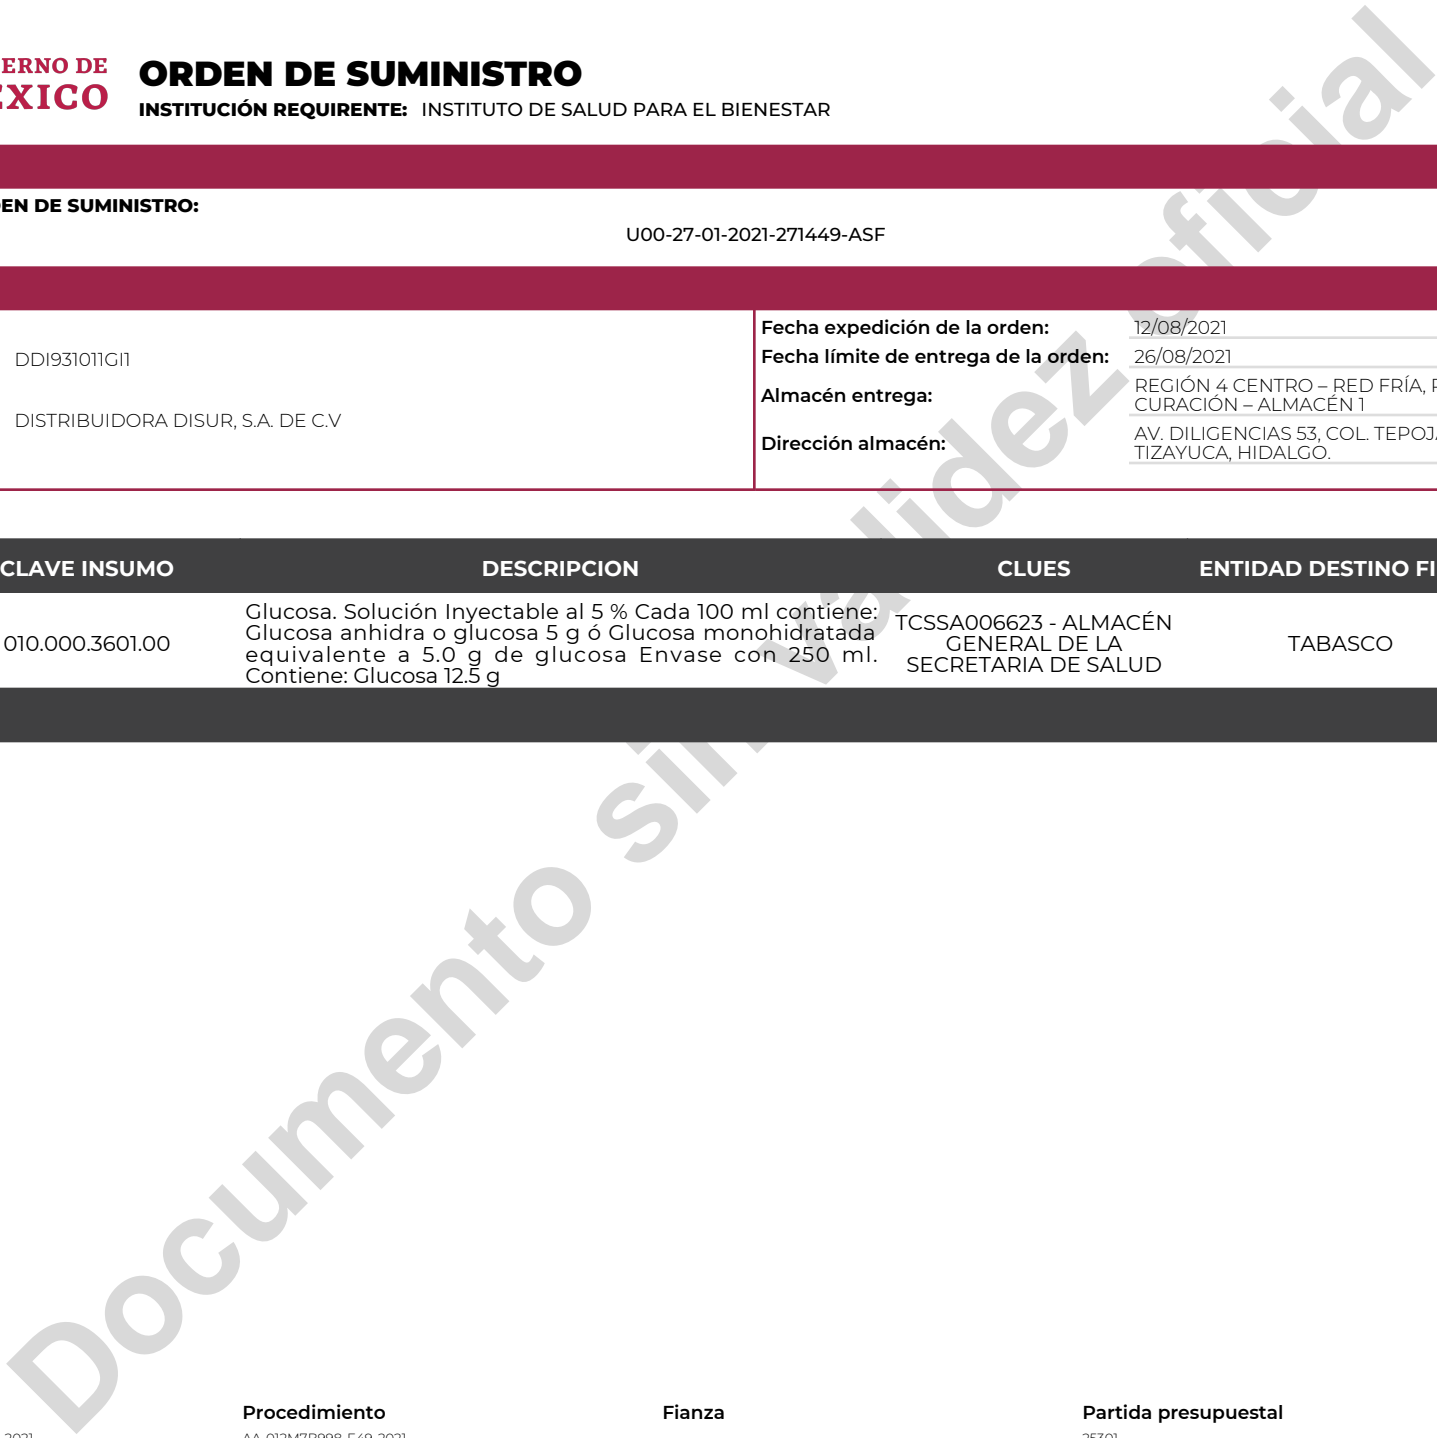 ERNO DE
ORDEN DE SUMINISTRO
INSTITUCIÓN REQUIRENTE: INSTITUTO DE SALUD PARA EL BIENESTAR
EN DE SUMINISTRO:
U00-27-01-2021-271449-ASF
DDI931011GI1
DISTRIBUIDORA DISUR, S.A. DE C.V
Fecha expedición de la orden: 12/08/2021
Fecha límite de entrega de la orden: 26/08/2021
Almacén entrega: REGIÓN 4 CENTRO – RED FRÍA,
CURACIÓN – ALMACÉN 1
Dirección almacén: AV. DILIGENCIAS 53, COL. TEPOJ
TIZAYUCA, HIDALGO.
CLAVE INSUMO DESCRIPCION CLUES ENTIDAD DESTINO FI
010.000.3601.00
Glucosa. Solución Inyectable al 5 % Cada 100 ml contiene:
Glucosa anhidra o glucosa 5 g ó Glucosa monohidratada
equivalente a 5.0 g de glucosa Envase con 250 ml.
Contiene: Glucosa 12.5 g
TCSSA006623 - ALMACÉN
GENERAL DE LA
SECRETARIA DE SALUD
TABASCO
Documento sin validez oficial
Procedimiento Fianza Partida presupuestal